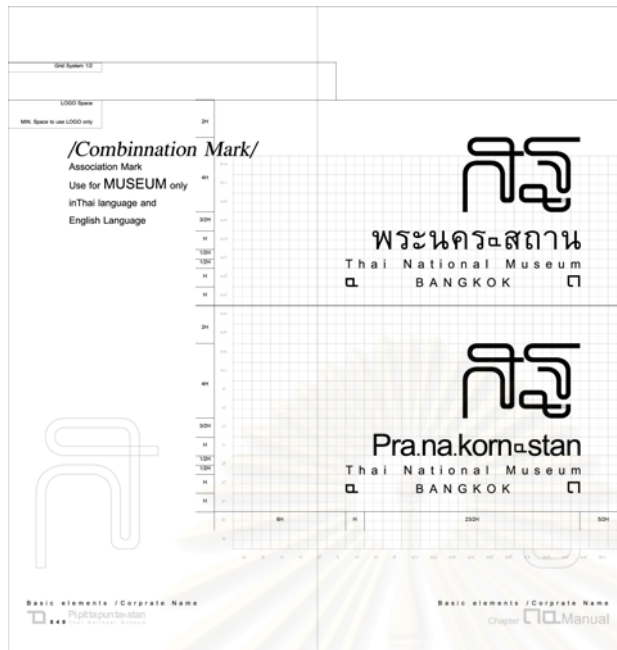 Grid System 1/2
LOGO Space
MIN. Space to use LOGO only
/Combinnation Mark/
Association Mark
Use for MUSEUM only
inThai language and
English Language
2H
4H
3/2H
H
1/2H
1/2H
H
H
พระนคร สถาน
Thai National Museum
BANGKOK
2H
4H
3/2H
H
1/2H
1/2H
H
H
Pra.na.korn stan
Thai National Museum
BANGKOK
8H
H
23/2H
5/2H
Basic elements /Corprate Name
040
Thai National Museum
Basic elements /Corprate Name
Chapter
Manual